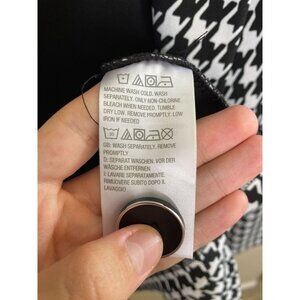 MACHINE WASH COLD. WASH
SEPARATELY. ONLY NON-CHLORINE
BLEACH WHEN NEEDED. TUMBLE
DRY LOW. REMOVE PROMPTLY. LOW
IRON IF NEEDED
GB: WASH SEPARATELY. REMOVE
PROMPTLY
D: SEPARAT WASCHEN. VOR DER
WÄSCHE ENTFERNEN
I: LAVARE SEPARATAMENTE.
RIMUOVERE SUBITO DOPO IL
LAVAGGIO